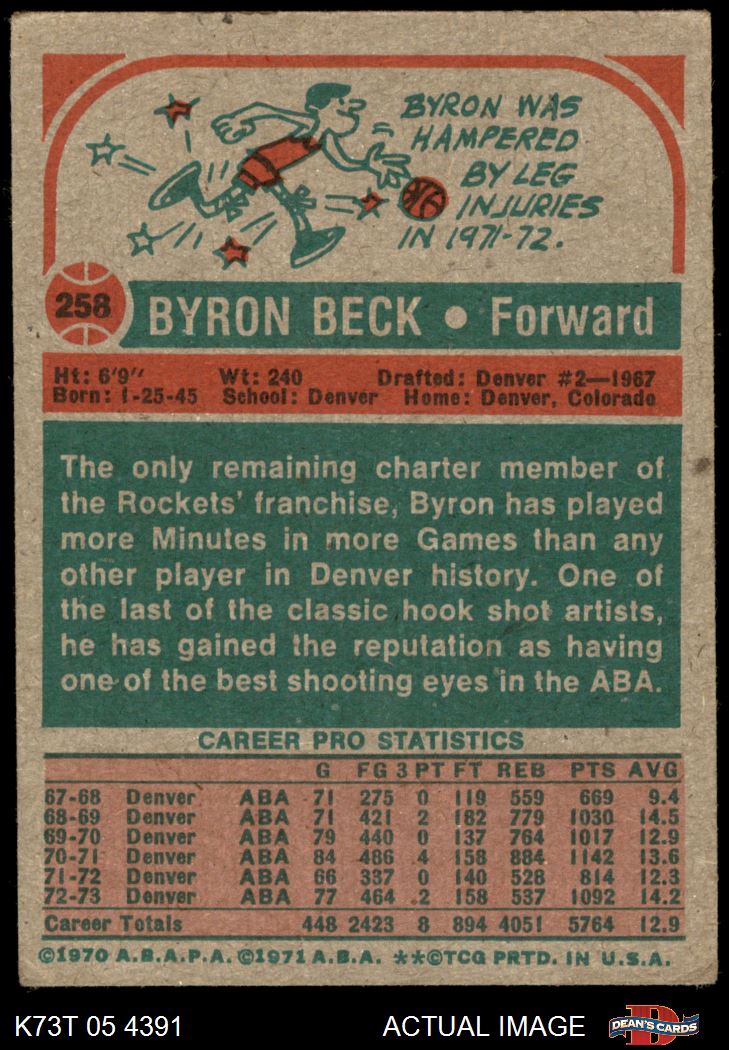 BYRON WAS
HAMPERED
BY LEG
INJURIES
IN 1971-72.
258
BYRON BECK • Forward
Ht: 6'9" Wt: 240 Drafted: Denver #2—1967
Born: 1-25-45 School: Denver Home: Denver, Colorado
The only remaining charter member of
the Rockets' franchise, Byron has played
more Minutes in more Games than any
other player in Denver history. One of
the last of the classic hook shot artists,
he has gained the reputation as having
one of the best shooting eyes in the ABA.
CAREER PRO STATISTICS
G FG 3 PT FT REB PTS AVG
67-68 Denver ABA 71 275 0 119 559 669 9.4
68-69 Denver ABA 71 421 2 182 779 1030 14.5
69-70 Denver ABA 79 440 0 137 764 1017 12.9
70-71 Denver ABA 84 486 4 158 884 1142 13.6
71-72 Denver ABA 66 337 0 140 528 814 12.3
72-73 Denver ABA 77 464 2 158 537 1092 14.2
Career Totals 448 2423 8 894 4051 5764 12.9
©1970 A.B.A.P.A. ©1971 A.B.A. **©TCG PRTD. IN U.S.A.
K73T 05 4391 ACTUAL IMAGE DEAN'S CARDS